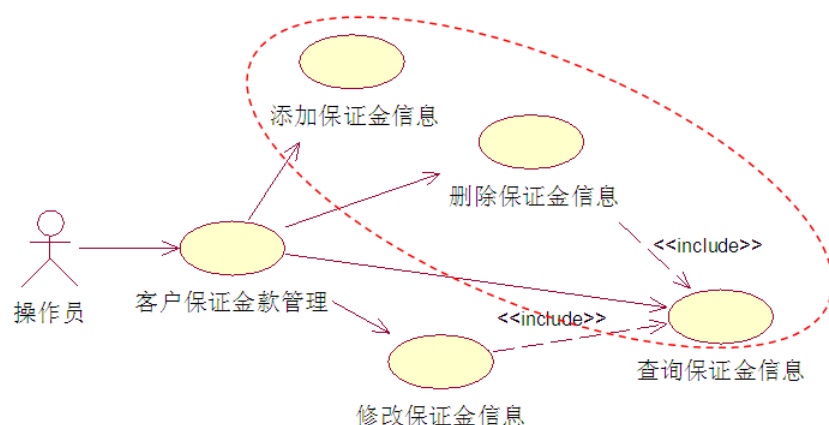 添加保证金信息
删除保证金信息
<<include>>
操作员
客户保证金款管理
<<include>>
查询保证金信息
修改保证金信息